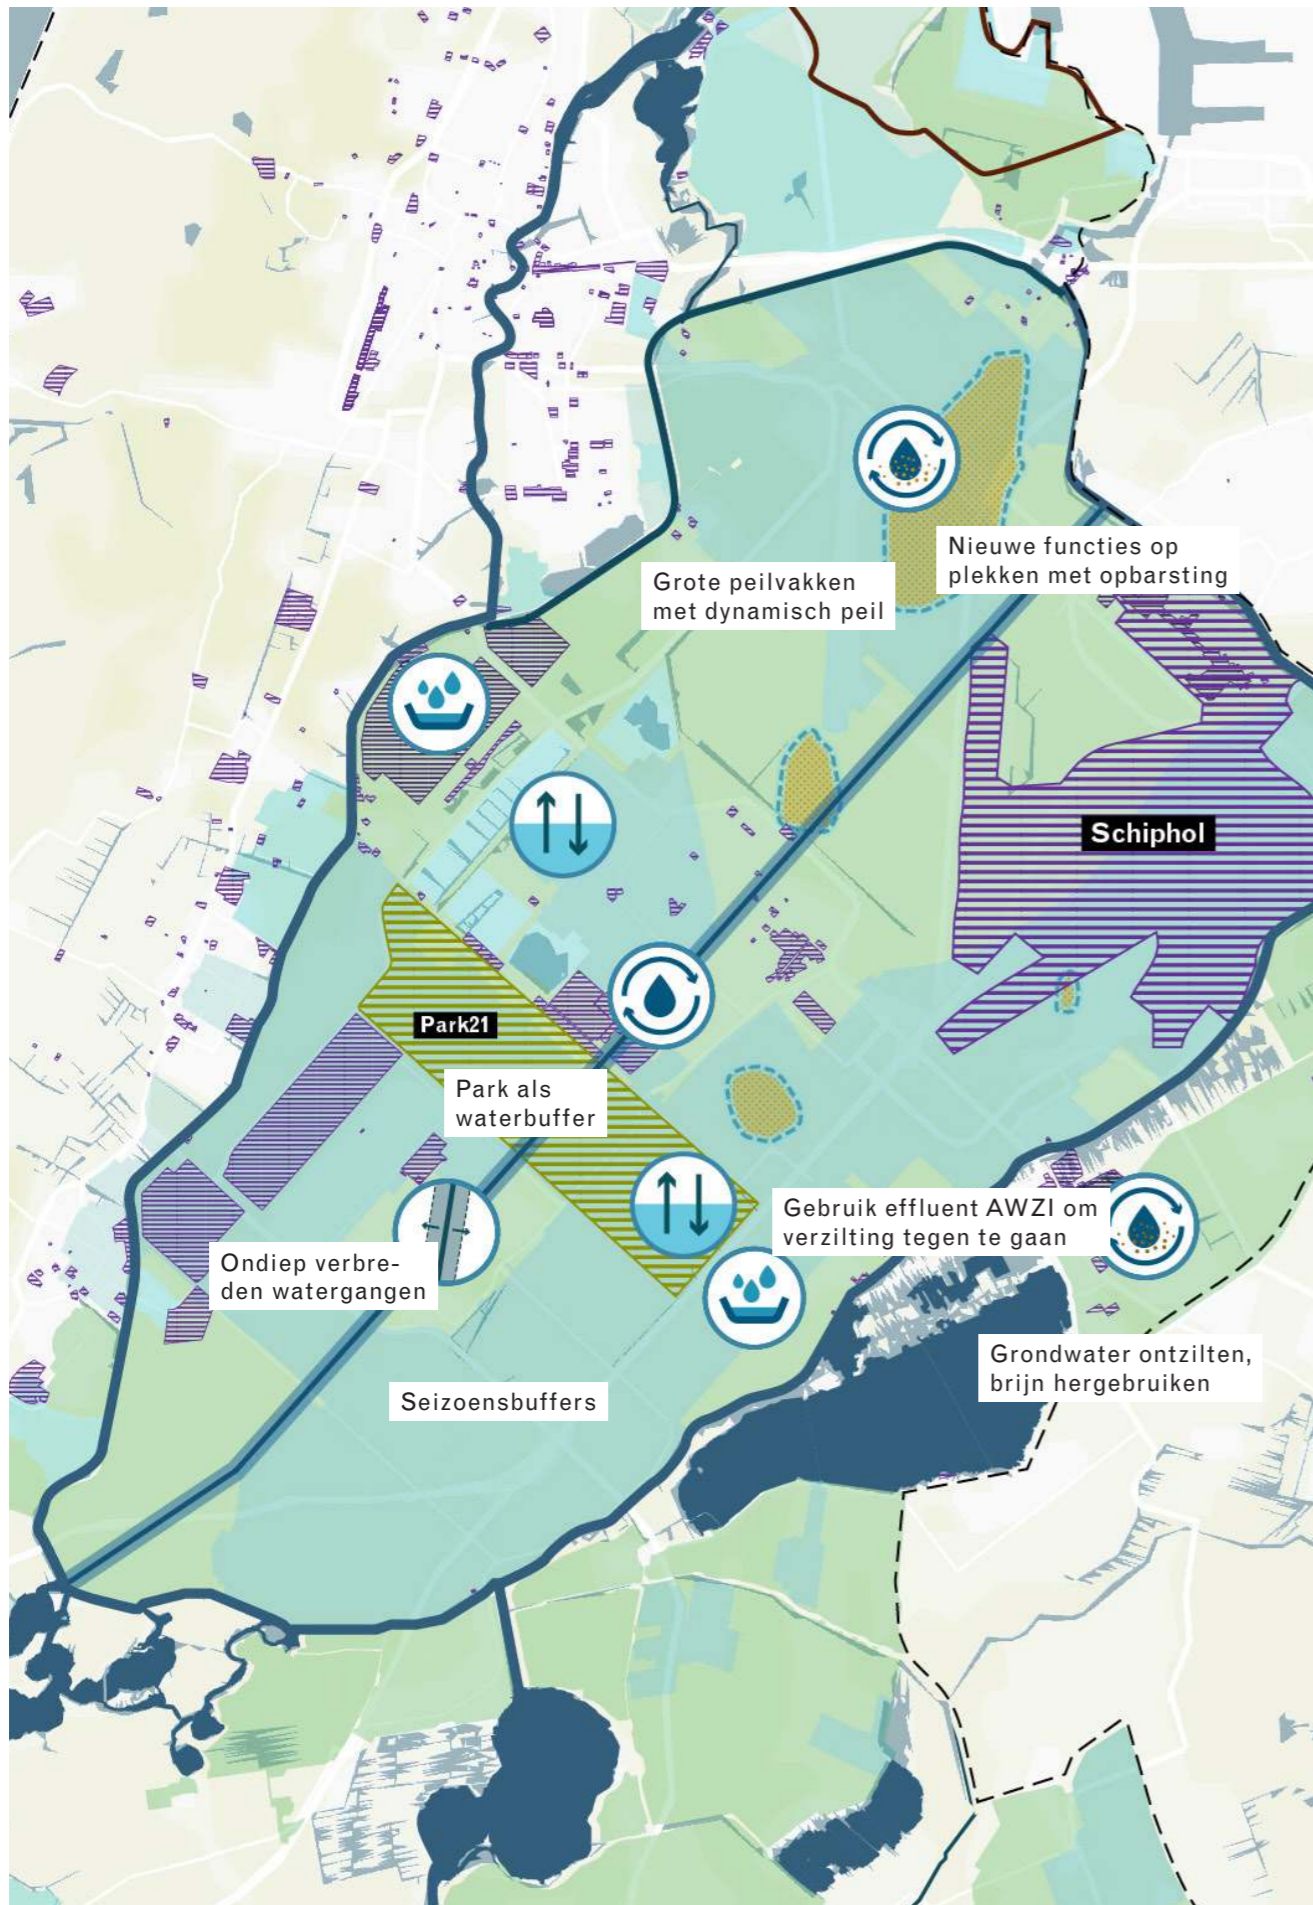 Nieuwe functies op
plekken met opbarsting
Grote peilvakken
met dynamisch peil
Schiphol
Park21
Park als
waterbuffer
Gebruik effluent AWZI om
verzilting tegen te gaan
Ondiep verbre-
den watergangen
Grondwater ontzilten,
brijn hergebruiken
Seizoensbuffers